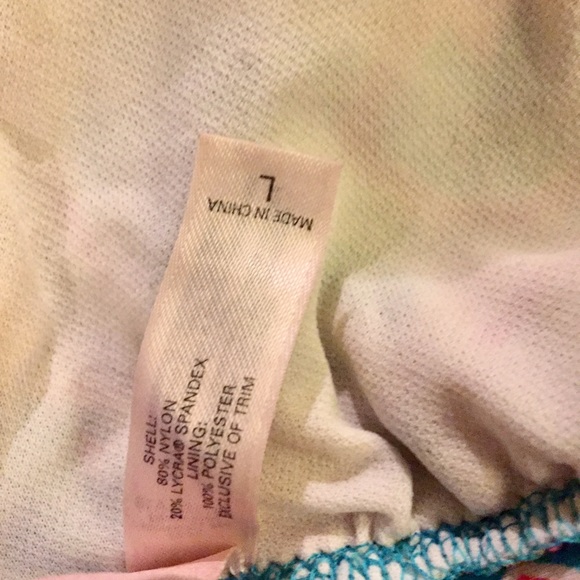 L
MADE IN CHINA
SHELL:
80% NYLON
20% LYCRA® SPANDEX
LINING:
100% POLYESTER
EXCLUSIVE OF TRIM